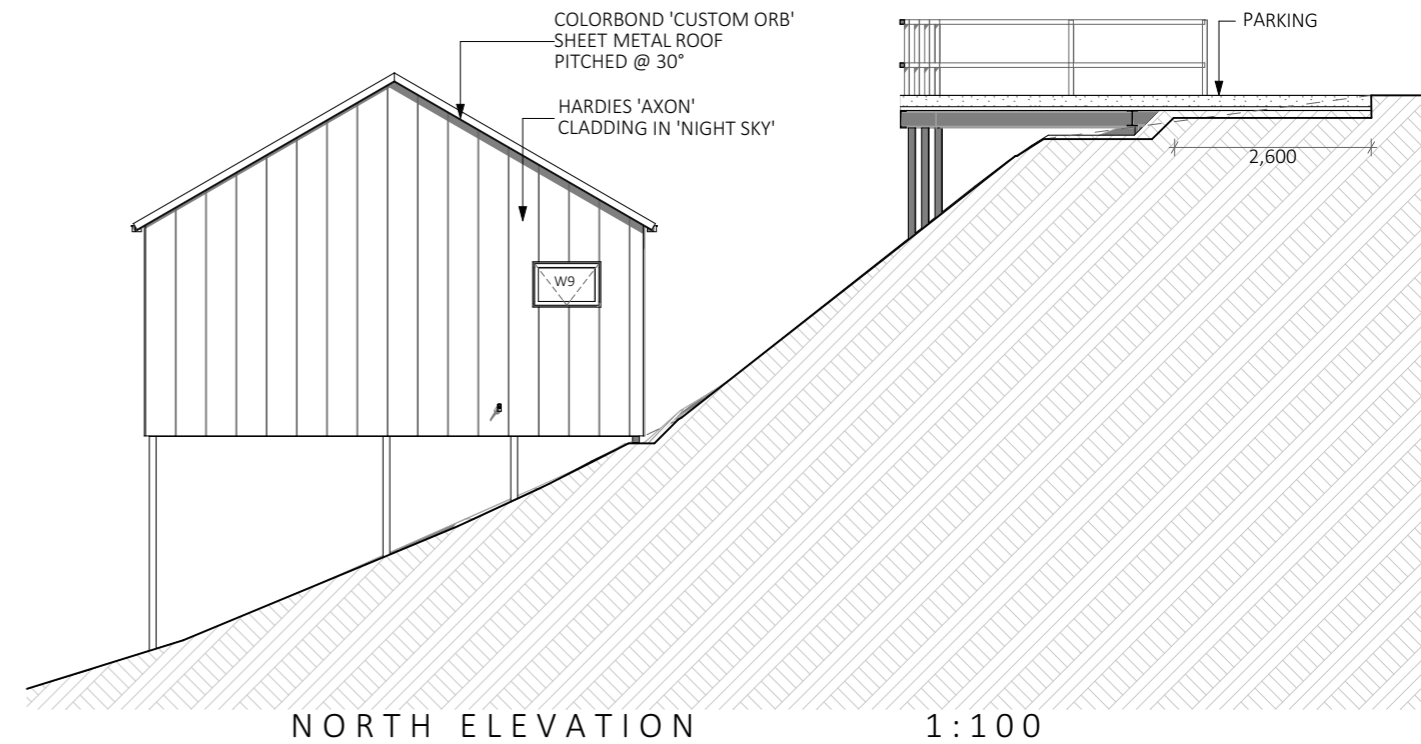 COLORBOND 'CUSTOM ORB'
SHEET METAL ROOF
PITCHED @ 30°
PARKING
HARDIES 'AXON'
CLADDING IN 'NIGHT SKY'
2,600
W9
NORTH ELEVATION
1:100